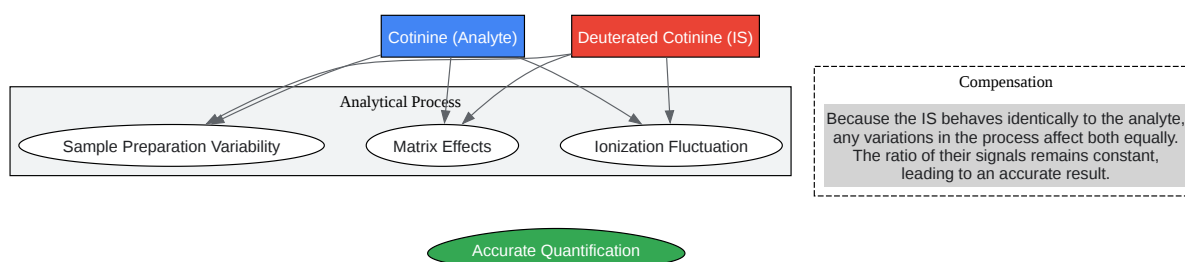 Cotinine (Analyte)
Deuterated Cotinine (IS)
Analytical Process
Sample Preparation Variability
Matrix Effects
Ionization Fluctuation
Compensation
Because the IS behaves identically to the analyte,
any variations in the process affect both equally.
The ratio of their signals remains constant,
leading to an accurate result.
Accurate Quantification